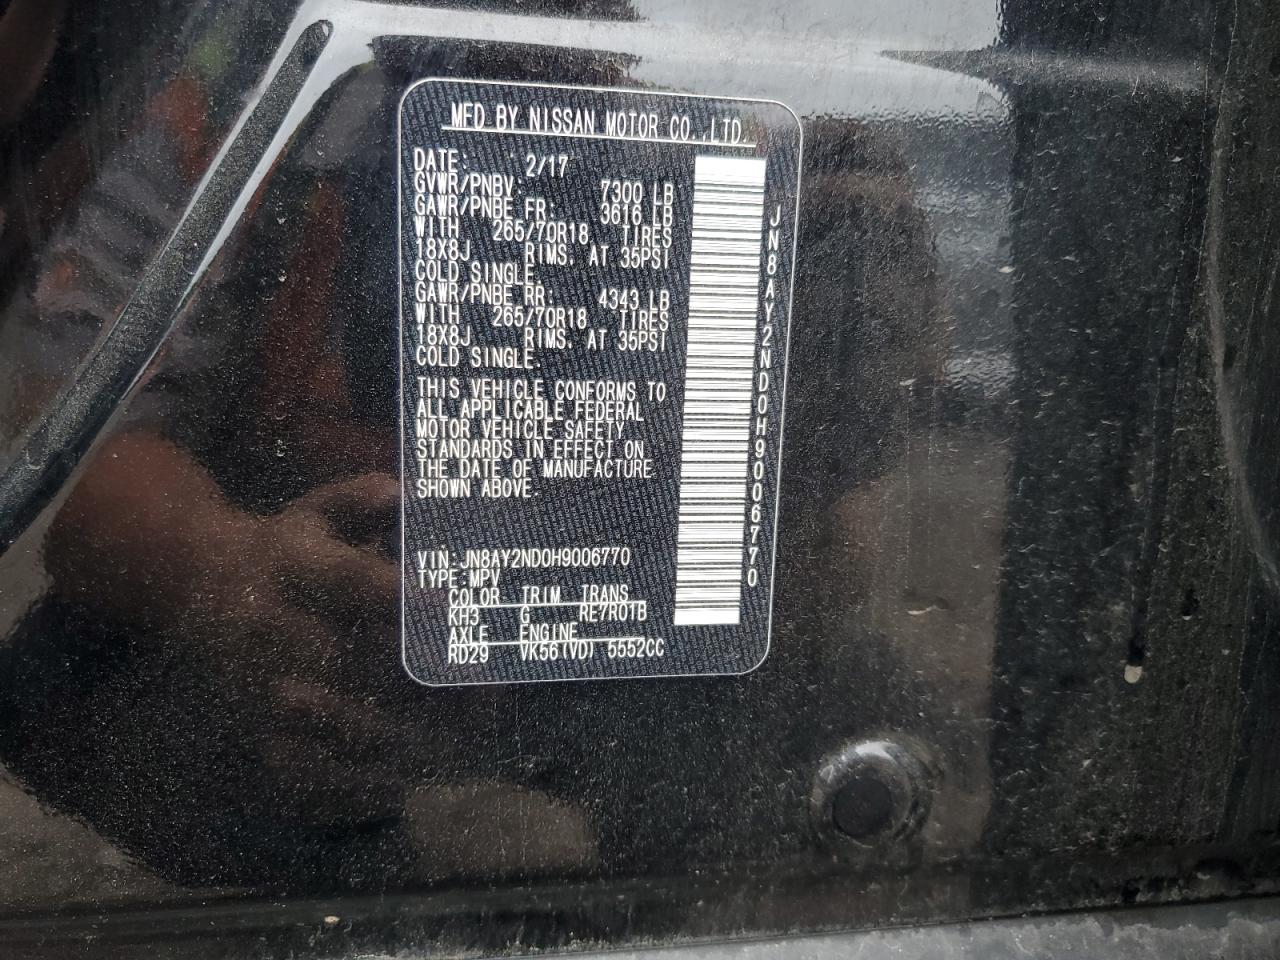 MFD BY NISSAN MOTOR CO.,LTD.
DATE: 2/17
GVWR/PNBV: 7300 LB
GAWR/PNBE FR: 3616 LB
WITH 265/70R18 TIRES
18X8J RIMS. AT 35PSI
COLD SINGLE.
GAWR/PNBE RR: 4343 LB
WITH 265/70R18 TIRES
18X8J RIMS. AT 35PSI
COLD SINGLE.
THIS VEHICLE CONFORMS TO
ALL APPLICABLE FEDERAL
MOTOR VEHICLE SAFETY
STANDARDS IN EFFECT ON
THE DATE OF MANUFACTURE
SHOWN ABOVE.
VIN:JN8AY2ND0H9006770
TYPE:MPV
COLOR TRIM TRANS
KH3 G RE7R01B
AXLE ENGINE
RD29 VK56(VD) 5552CC
JN8AY2ND0H9006770